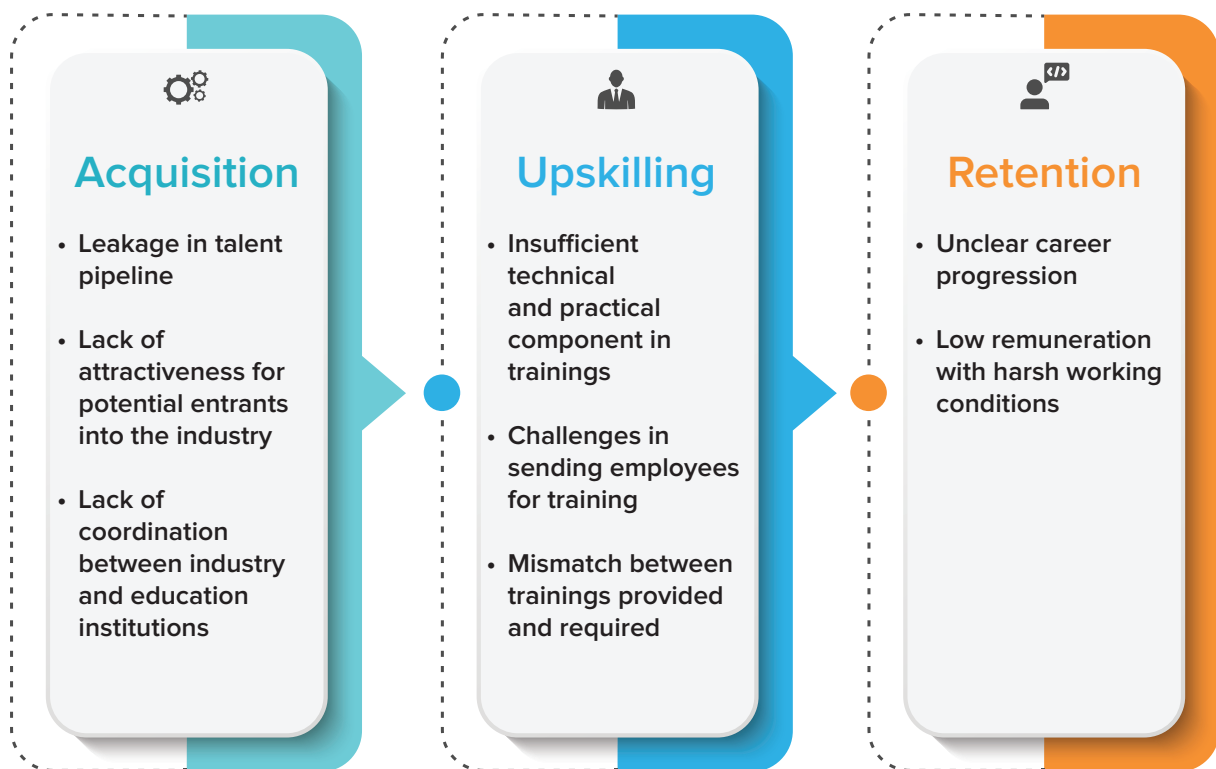 Acquisition
• Leakage in talent
pipeline
• Lack of
attractiveness for
potential entrants
into the industry
• Lack of
coordination
between industry
and education
institutions
Upskilling
• Insufficient
technical
and practical
component in
trainings
• Challenges in
sending employees
for training
• Mismatch between
trainings provided
and required
Retention
• Unclear career
progression
• Low remuneration
with harsh working
conditions